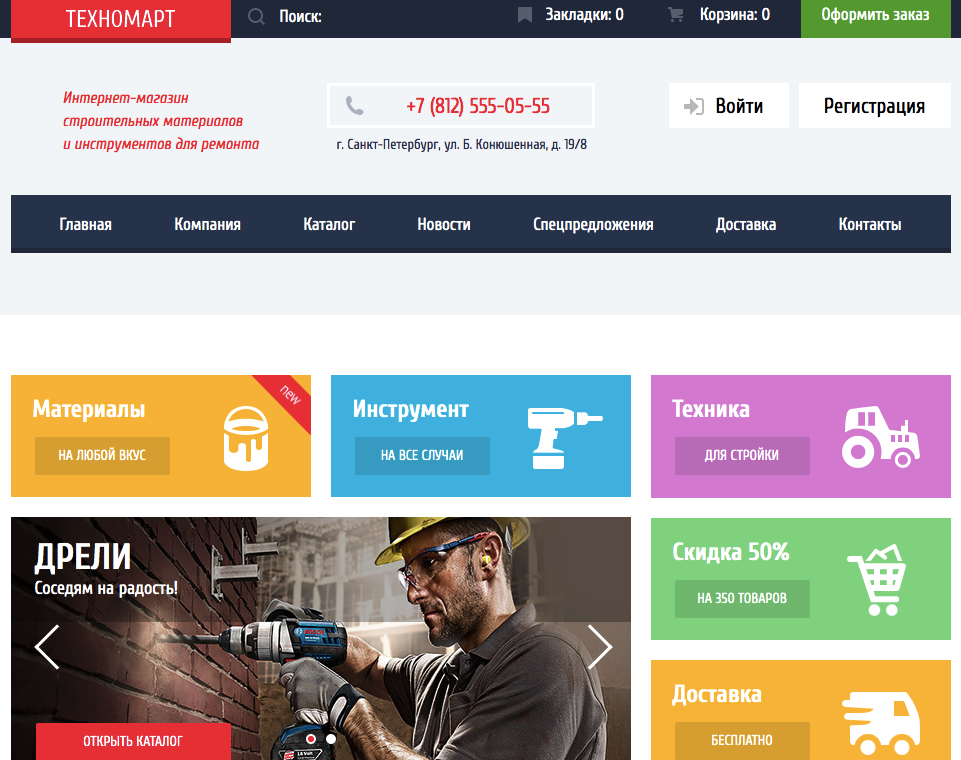 ТЕХНОМАРТ
Поиск:
Закладки: 0
Корзина: 0
Оформить заказ
Интернет-магазин
строительных материалов
и инструментов для ремонта
+7 (812) 555-05-55
г. Санкт-Петербург, ул. Б. Конюшенная, д. 19/8
Войти
Регистрация
Главная
Компания
Каталог
Новости
Спецпредложения
Доставка
Контакты
Материалы
new
НА ЛЮБОЙ ВКУС
Инструмент
НА ВСЕ СЛУЧАИ
Техника
ДЛЯ СТРОЙКИ
ДРЕЛИ
Соседям на радость!
ОТКРЫТЬ КАТАЛОГ
Скидка 50%
НА 350 ТОВАРОВ
Доставка
БЕСПЛАТНО